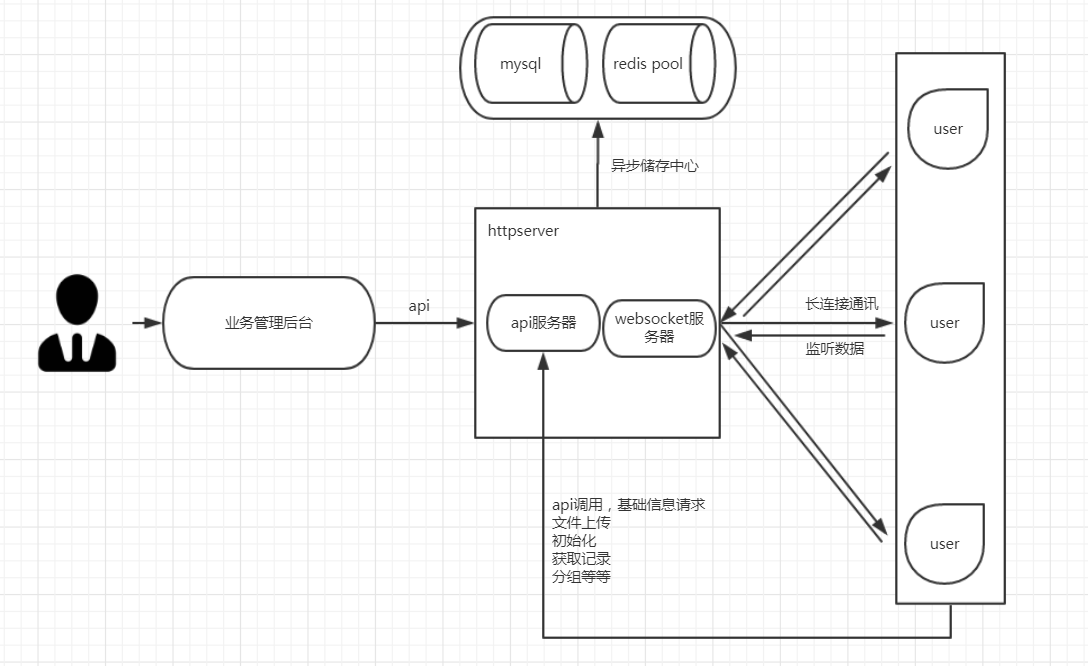 mysql
redis pool
user
异步储存中心
httpserver
api
业务管理后台
api服务器
websocket服
务器
长连接通讯
user
监听数据
api调用，基础信息请求
文件上传
初始化
获取记录
分组等等
user